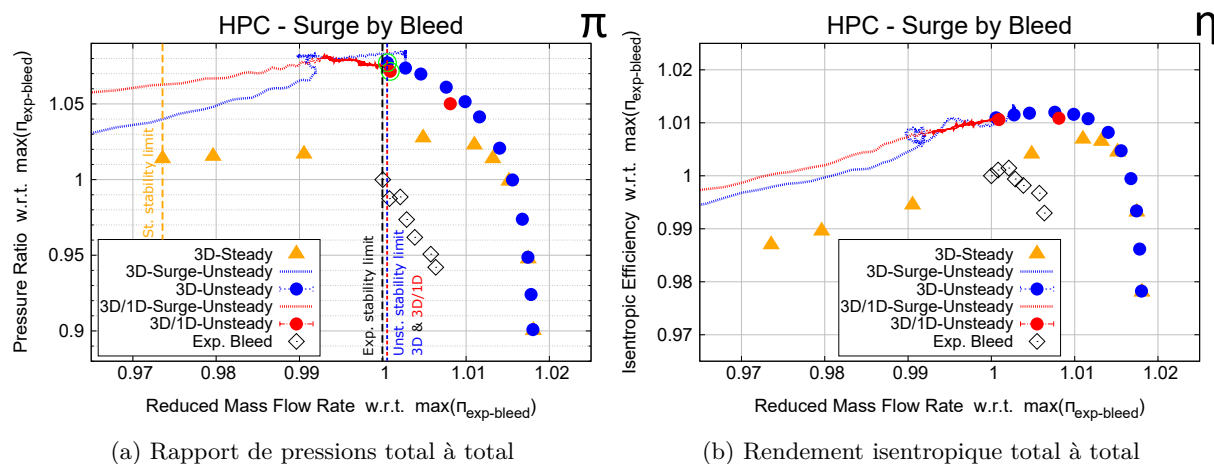 HPC - Surge by Bleed
π
Pressure Ratio w.r.t. max(π_exp-bleed)
1.05
1
0.95
0.9
0.97
0.98
0.99
1
1.01
1.02
St. stability limit
Exp. stability limit
Unst. stability limit
3D & 3D/1D
3D-Steady
3D-Surge-Unsteady
3D-Unsteady
3D/1D-Surge-Unsteady
3D/1D-Unsteady
Exp. Bleed
Reduced Mass Flow Rate w.r.t. max(π_exp-bleed)
(a) Rapport de pressions total à total
HPC - Surge by Bleed
η
Isentropic Efficiency w.r.t. max(π_exp-bleed)
1.02
1.01
1
0.99
0.98
0.97
0.97
0.98
0.99
1
1.01
1.02
3D-Steady
3D-Surge-Unsteady
3D-Unsteady
3D/1D-Surge-Unsteady
3D/1D-Unsteady
Exp. Bleed
Reduced Mass Flow Rate w.r.t. max(π_exp-bleed)
(b) Rendement isentropique total à total